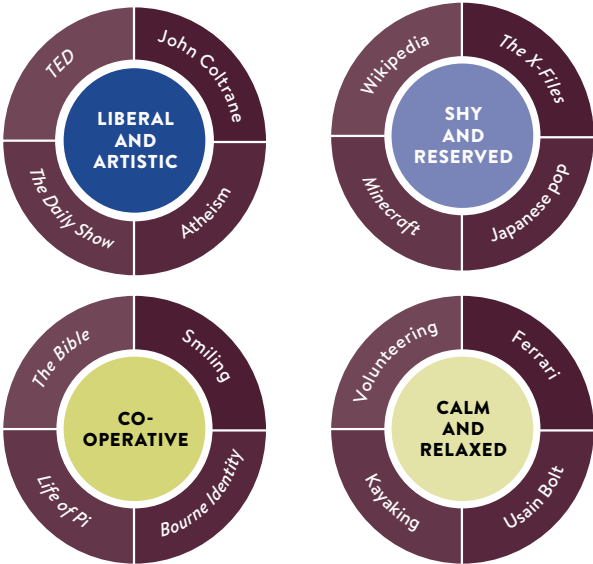 TED
John Coltrane
LIBERAL
AND
ARTISTIC
The Daily Show
Atheism
Wikipedia
The X-Files
SHY
AND
RESERVED
Minecraft
Japanese pop
The Bible
Smiling
CO-
OPERATIVE
Life of Pi
Bourne Identity
Volunteering
Ferrari
CALM
AND
RELAXED
Kayaking
Usain Bolt